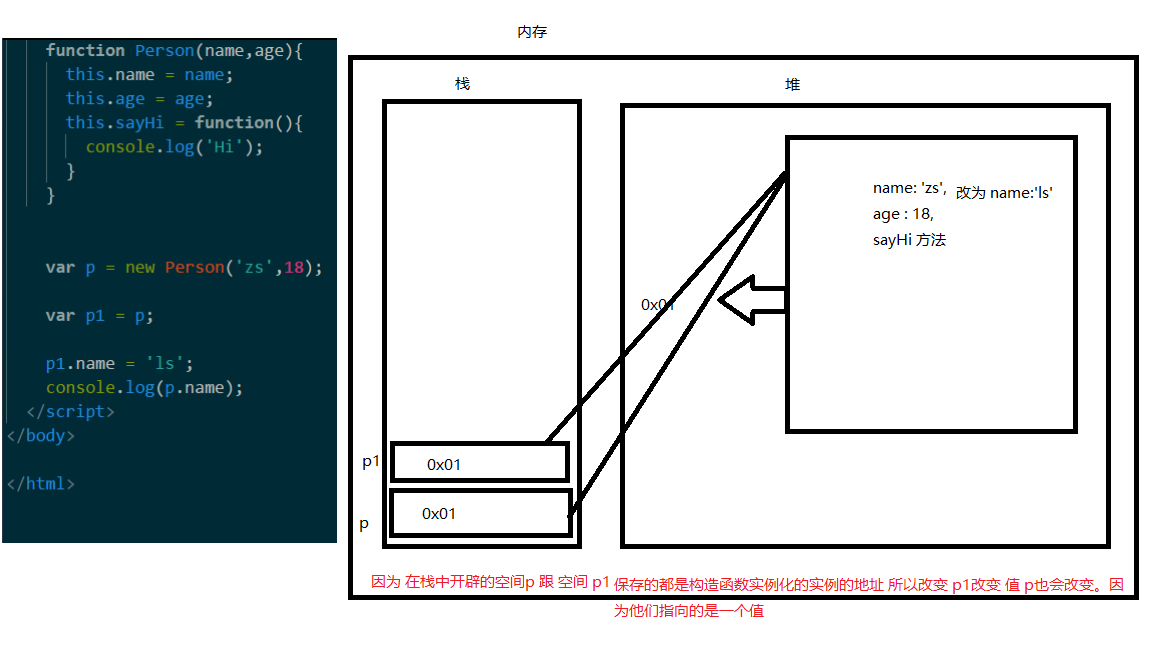 function Person(name,age){
this.name = name;
this.age = age;
this.sayHi = function(){
console.log('Hi');
}
}
var p = new Person('zs',18);
var p1 = p;
p1.name = 'ls';
console.log(p.name);
</script>
</body>
</html>
内存
栈
堆
name: 'zs', 改为 name:'ls'
age : 18,
sayHi 方法
0x01
p1 0x01
p 0x01
因为 在栈中开辟的空间p 跟 空间 p1 保存的都是构造函数实例化的实例的地址 所以改变 p1改变 值 p也会改变。因
为他们指向的是一个值